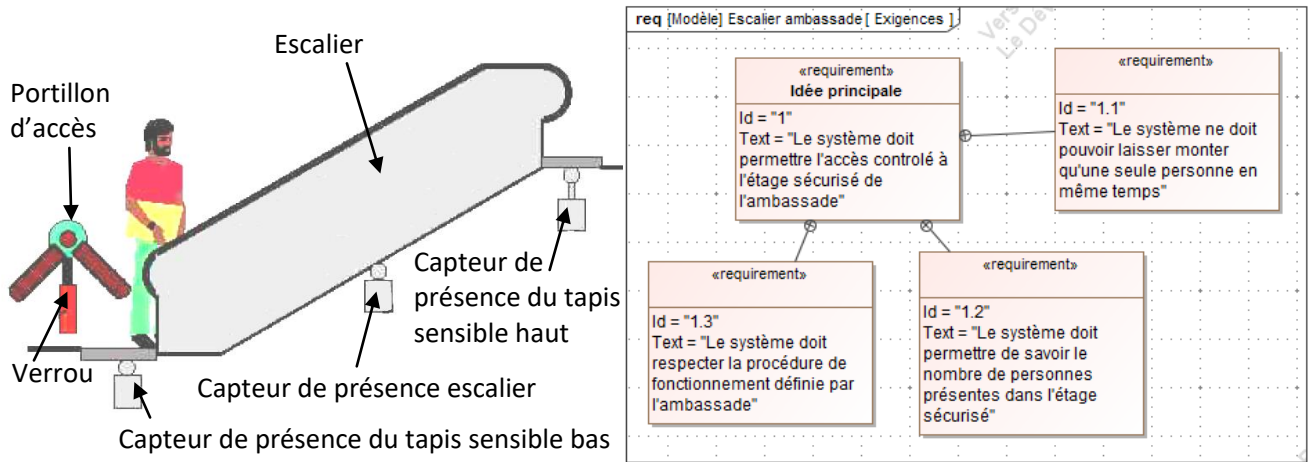 Escalier
Portillon
d'accès
Capteur de
présence du tapis
sensible haut
Verrou
Capteur de présence escalier
Capteur de présence du tapis sensible bas
req [Modèle] Escalier ambassade [ Exigences ]
«requirement»
Idée principale
Id = "1"
Text = "Le système doit
permettre l'accès controlé à
l'étage sécurisé de
l'ambassade"
«requirement»
Id = "1.1"
Text = "Le système ne doit
pouvoir laisser monter
qu'une seule personne en
même temps"
«requirement»
Id = "1.3"
Text = "Le système doit
respecter la procédure de
fonctionnement définie par
l'ambassade"
«requirement»
Id = "1.2"
Text = "Le système doit
permettre de savoir le
nombre de personnes
présentes dans l'étage
sécurisé"